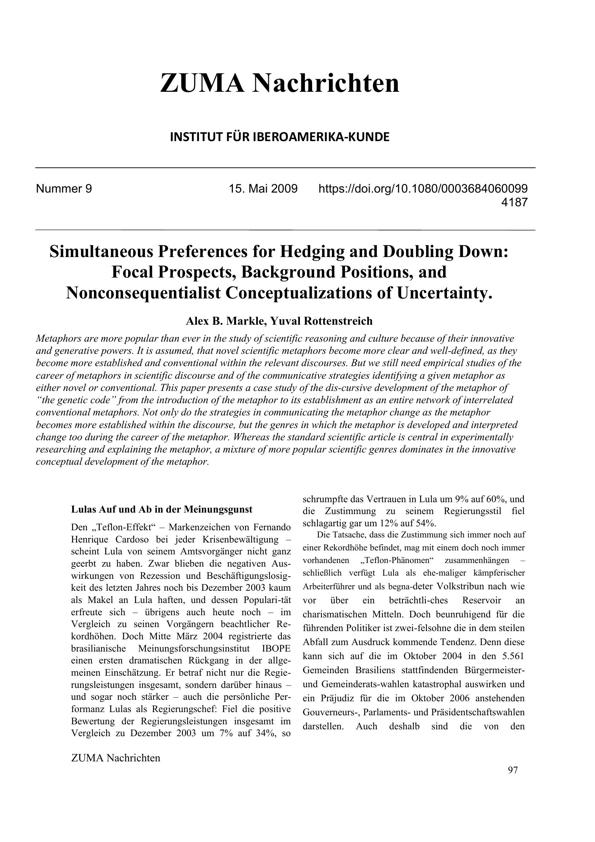 ZUMA Nachrichten
INSTITUT FÜR IBEROAMERIKA-KUNDE
Nummer 9 15. Mai 2009 https://doi.org/10.1080/0003684060099
4187
Simultaneous Preferences for Hedging and Doubling Down:
Focal Prospects, Background Positions, and
Nonconsequentialist Conceptualizations of Uncertainty.
Alex B. Markle, Yuval Rottenstreich
Metaphors are more popular than ever in the study of scientific reasoning and culture because of their innovative
and generative powers. It is assumed, that novel scientific metaphors become more clear and well-defined, as they
become more established and conventional within the relevant discourses. But we still need empirical studies of the
career of metaphors in scientific discourse and of the communicative strategies identifying a given metaphor as
either novel or conventional. This paper presents a case study of the dis-cursive development of the metaphor of
“the genetic code” from the introduction of the metaphor to its establishment as an entire network of interrelated
conventional metaphors. Not only do the strategies in communicating the metaphor change as the metaphor
becomes more established within the discourse, but the genres in which the metaphor is developed and interpreted
change too during the career of the metaphor. Whereas the standard scientific article is central in experimentally
researching and explaining the metaphor, a mixture of more popular scientific genres dominates in the innovative
conceptual development of the metaphor.
Lulas Auf und Ab in der Meinungsgunst
Den „Teflon-Effekt“ – Markenzeichen von Fernando
Henrique Cardoso bei jeder Krisenbewältigung –
scheint Lula von seinem Amtsvorgänger nicht ganz
geerbt zu haben. Zwar blieben die negativen Aus-
wirkungen von Rezession und Beschäftigungslosig-
keit des letzten Jahres noch bis Dezember 2003 kaum
als Makel an Lula haften, und dessen Populari-tät
erfreute sich – übrigens auch heute noch – im
Vergleich zu seinen Vorgängern beachtlicher Re-
kordhöhen. Doch Mitte März 2004 registrierte das
brasilianische Meinungsforschungsinstitut IBOPE
einen ersten dramatischen Rückgang in der allge-
meinen Einschätzung. Er betraf nicht nur die Regie-
rungsleistungen insgesamt, sondern darüber hinaus –
und sogar noch stärker – auch die persönliche Per-
formanz Lulas als Regierungschef: Fiel die positive
Bewertung der Regierungsleistungen insgesamt im
Vergleich zu Dezember 2003 um 7% auf 34%, so
schrumpfte das Vertrauen in Lula um 9% auf 60%, und
die Zustimmung zu seinem Regierungsstil fiel
schlagartig gar um 12% auf 54%.
Die Tatsache, dass die Zustimmung sich immer noch auf
einer Rekordhöhe befindet, mag mit einem doch noch immer
vorhandenen „Teflon-Phänomen“ zusammenhängen –
schließlich verfügt Lula als ehe-maliger kämpferischer
Arbeiterführer und als begna-deter Volkstribun nach wie
vor über ein beträchtli-ches Reservoir an
charismatischen Mitteln. Doch beunruhigend für die
führenden Politiker ist zwei-felsohne die in dem steilen
Abfall zum Ausdruck kommende Tendenz. Denn diese
kann sich auf die im Oktober 2004 in den 5.561
Gemeinden Brasiliens stattfindenden Bürgermeister-
und Gemeinderats-wahlen katastrophal auswirken und
ein Präjudiz für die im Oktober 2006 anstehenden
Gouverneurs-, Parlaments- und Präsidentschaftswahlen
darstellen. Auch deshalb sind die von den
ZUMA Nachrichten
97